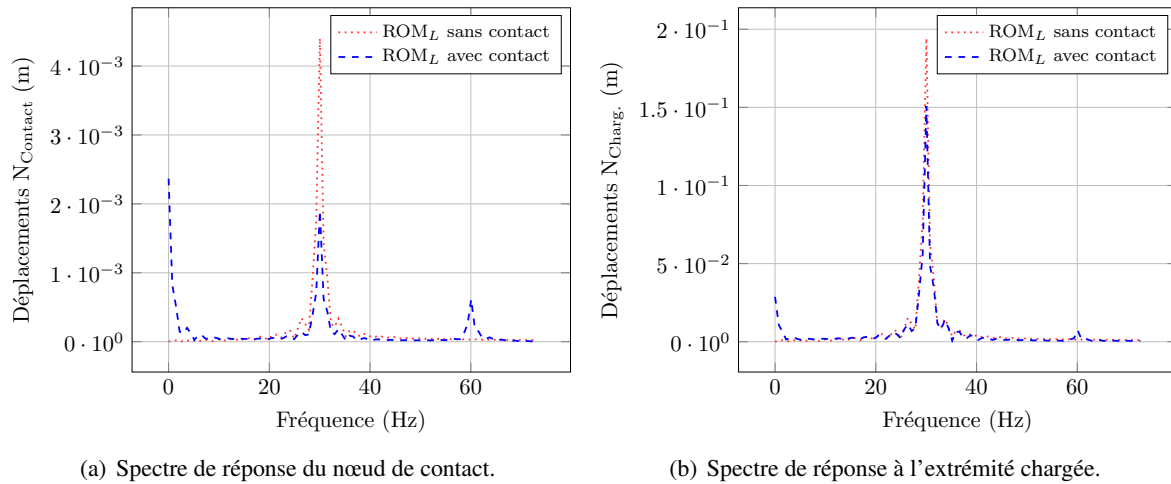 ROM_L sans contact
ROM_L avec contact
4 · 10⁻³
3 · 10⁻³
2 · 10⁻³
1 · 10⁻³
0 · 10⁰
Déplacements N_Contact (m)
0 20 40 60
Fréquence (Hz)
(a) Spectre de réponse du nœud de contact.
ROM_L sans contact
ROM_L avec contact
2 · 10⁻¹
1.5 · 10⁻¹
1 · 10⁻¹
5 · 10⁻²
0 · 10⁰
Déplacements N_Charg. (m)
0 20 40 60
Fréquence (Hz)
(b) Spectre de réponse à l'extrémité chargée.